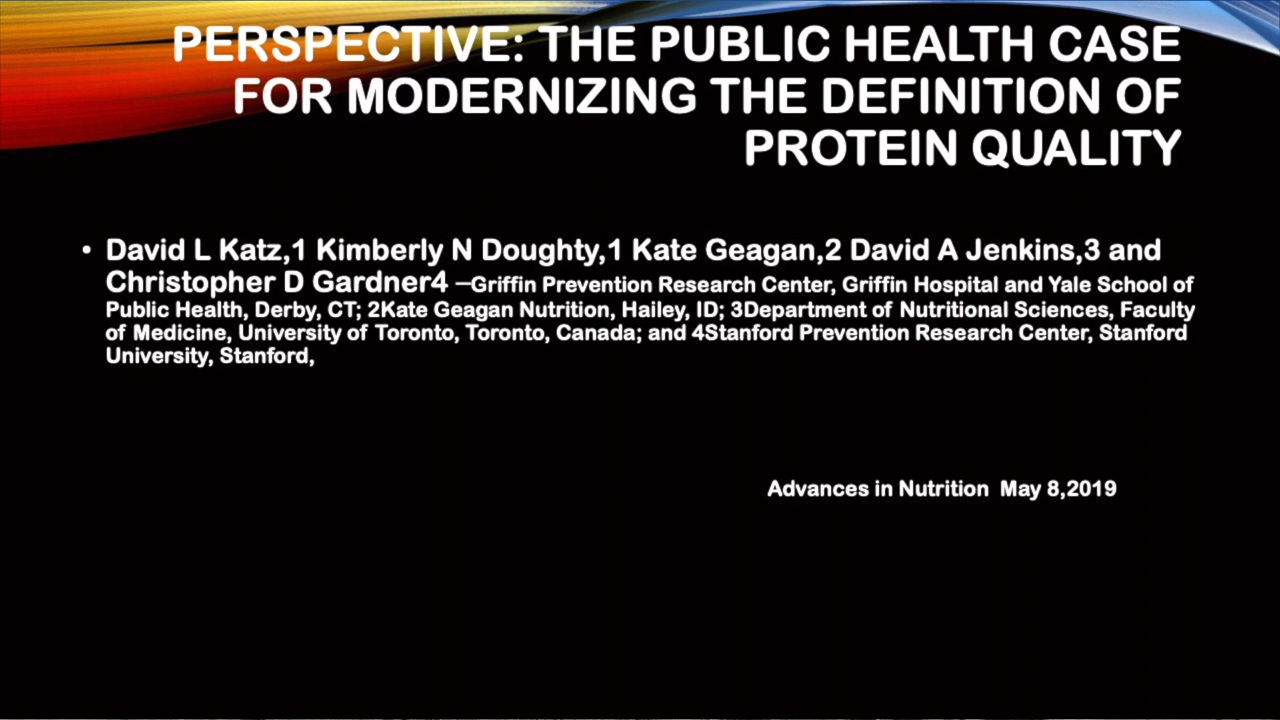 PERSPECTIVE: THE PUBLIC HEALTH CASE
FOR MODERNIZING THE DEFINITION OF
PROTEIN QUALITY
• David L Katz,1 Kimberly N Doughty,1 Kate Geagan,2 David A Jenkins,3 and
Christopher D Gardner4 –Griffin Prevention Research Center, Griffin Hospital and Yale School of
Public Health, Derby, CT; 2Kate Geagan Nutrition, Hailey, ID; 3Department of Nutritional Sciences, Faculty
of Medicine, University of Toronto, Toronto, Canada; and 4Stanford Prevention Research Center, Stanford
University, Stanford,
Advances in Nutrition  May 8,2019